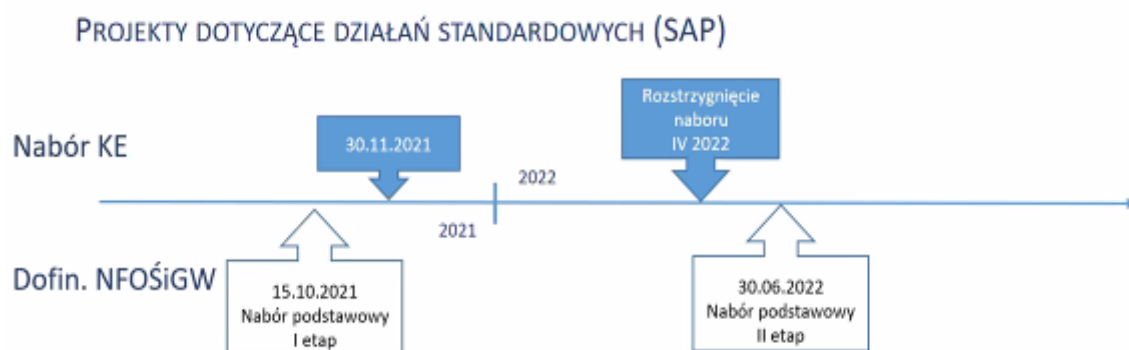 PROJEKTY DOTYCZĄCE DZIAŁAŃ STANDARDOWYCH (SAP)
Rozstrzygnięcie
naboru
IV 2022
Nabór KE
30.11.2021
2022
2021
Dofin. NFOŚiGW
15.10.2021
Nabór podstawowy
I etap
30.06.2022
Nabór podstawowy
II etap